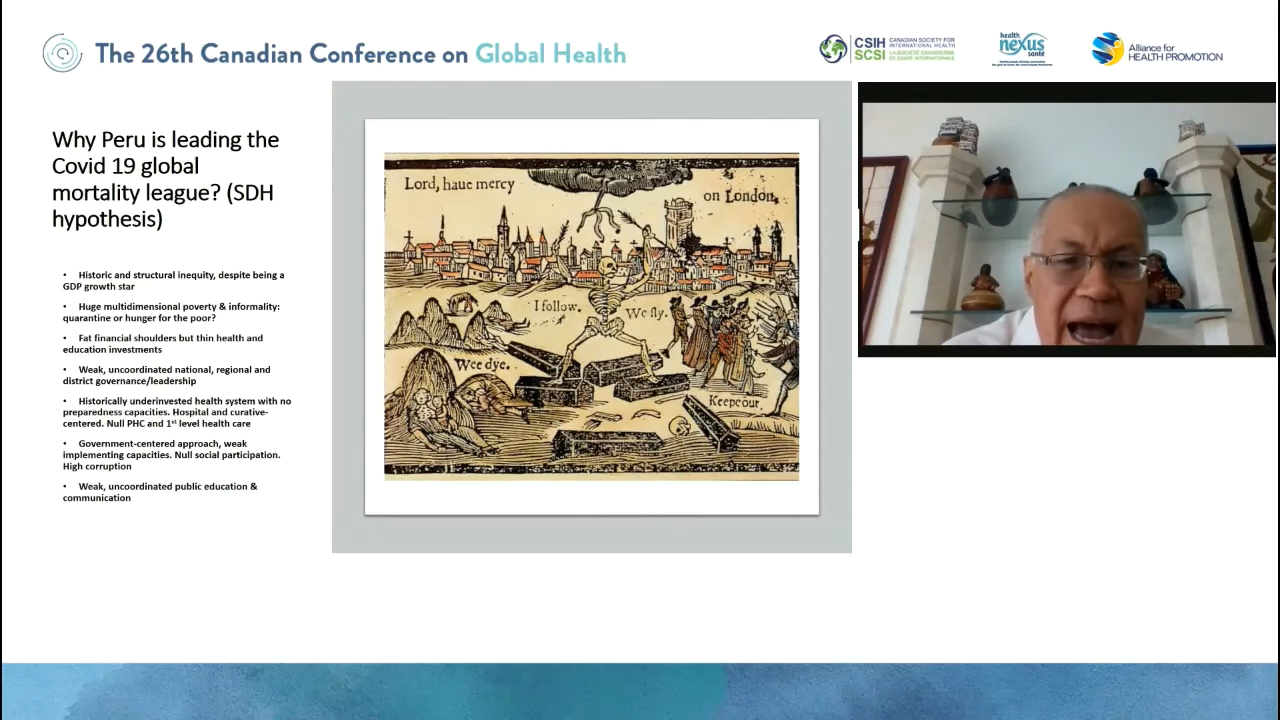 The 26th Canadian Conference on Global Health
CSIH
SCSI
CANADIAN SOCIETY FOR
INTERNATIONAL HEALTH
LA SOCIÉTÉ CANADIENNE
DE SANTÉ INTERNATIONALE
health
nexus
santé
Alliance for
HEALTH PROMOTION
Why Peru is leading the
Covid 19 global
mortality league? (SDH
hypothesis)
• Historic and structural inequity, despite being a
GDP growth star
• Huge multidimensional poverty & informality:
quarantine or hunger for the poor?
• Fat financial shoulders but thin health and
education investments
• Weak, uncoordinated national, regional and
district governance/leadership
• Historically underinvested health system with no
preparedness capacities. Hospital and curative-
centered. Null PHC and 1st level health care
• Government-centered approach, weak
implementing capacities. Null social participation.
High corruption
• Weak, uncoordinated public education &
communication
Lord, haue mercy
on London.
I follow.
We fly.
Wee dye.
Keepe out.